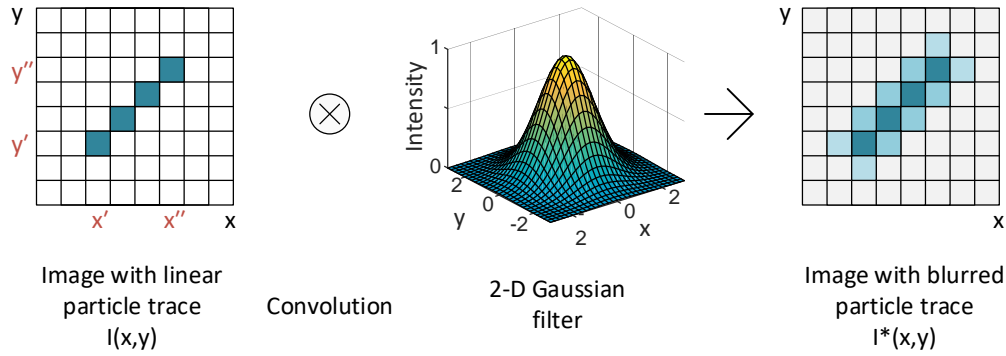 y
y''
y'
x'
x''
x
Image with linear
particle trace
I(x,y)
Convolution
Intensity
1
0
2
0
-2
y
2
0
2
x
2-D Gaussian
filter
y
x
Image with blurred
particle trace
I*(x,y)